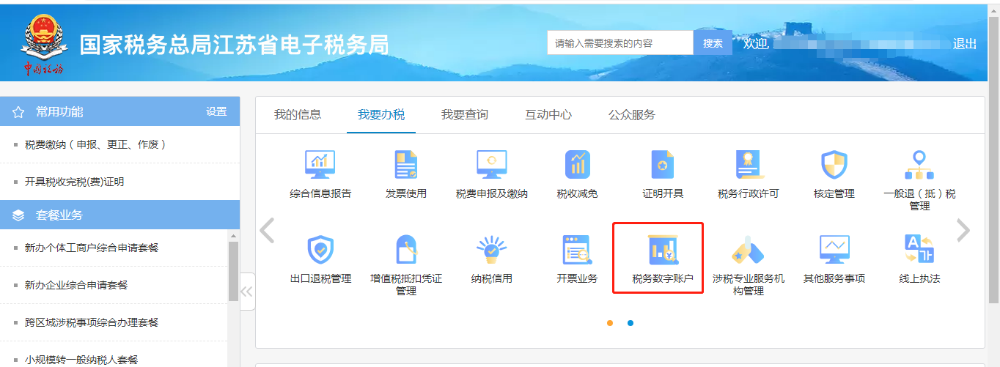 国家税务总局江苏省电子税务局
中国税务
请输入需要搜索的内容
搜索
欢迎,
退出
常用功能
设置
税费缴纳（申报、更正、作废）
开具税收完税(费)证明
套餐业务
新办个体工商户综合申请套餐
新办企业综合申请套餐
跨区域涉税事项综合办理套餐
小规模转一般纳税人套餐
我的信息
我要办税
我要查询
互动中心
公众服务
综合信息报告
发票使用
税费申报及缴纳
税收减免
证明开具
税务行政许可
核定管理
一般退（抵）税
管理
出口退税管理
增值税抵扣凭证
管理
纳税信用
开票业务
税务数字账户
涉税专业服务机
构管理
其他服务事项
线上执法